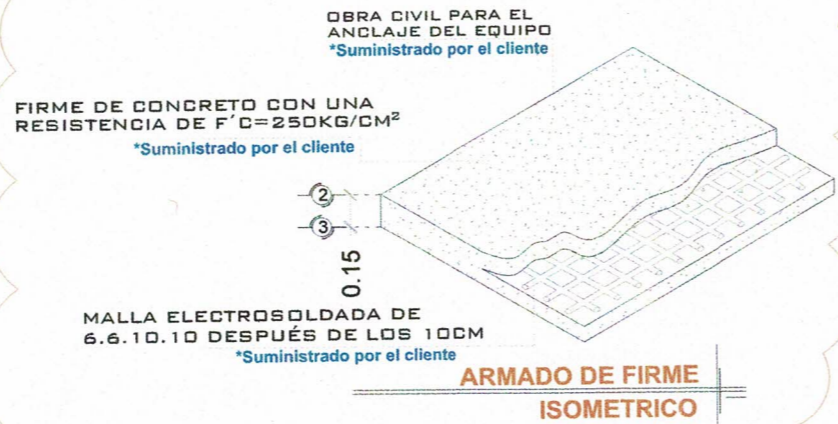 OBRA CIVIL PARA EL
ANCLAJE DEL EQUIPO
*Suministrado por el cliente
FIRME DE CONCRETO CON UNA
RESISTENCIA DE F´C=250KG/CM²
*Suministrado por el cliente
2
3
0.15
MALLA ELECTROSOLDADA DE
6.6.10.10 DESPUÉS DE LOS 10CM
*Suministrado por el cliente
ARMADO DE FIRME
ISOMETRICO